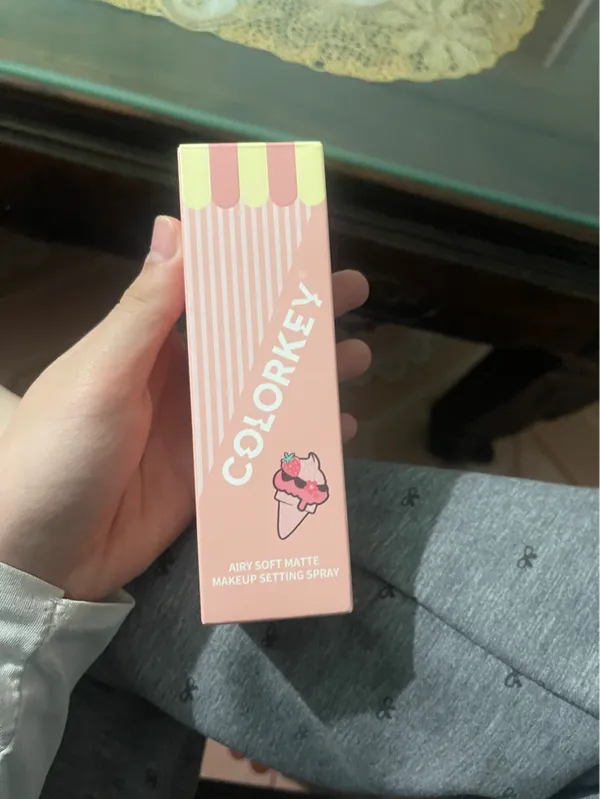 COLORKEY
AIRY SOFT MATTE
MAKEUP SETTING SPRAY